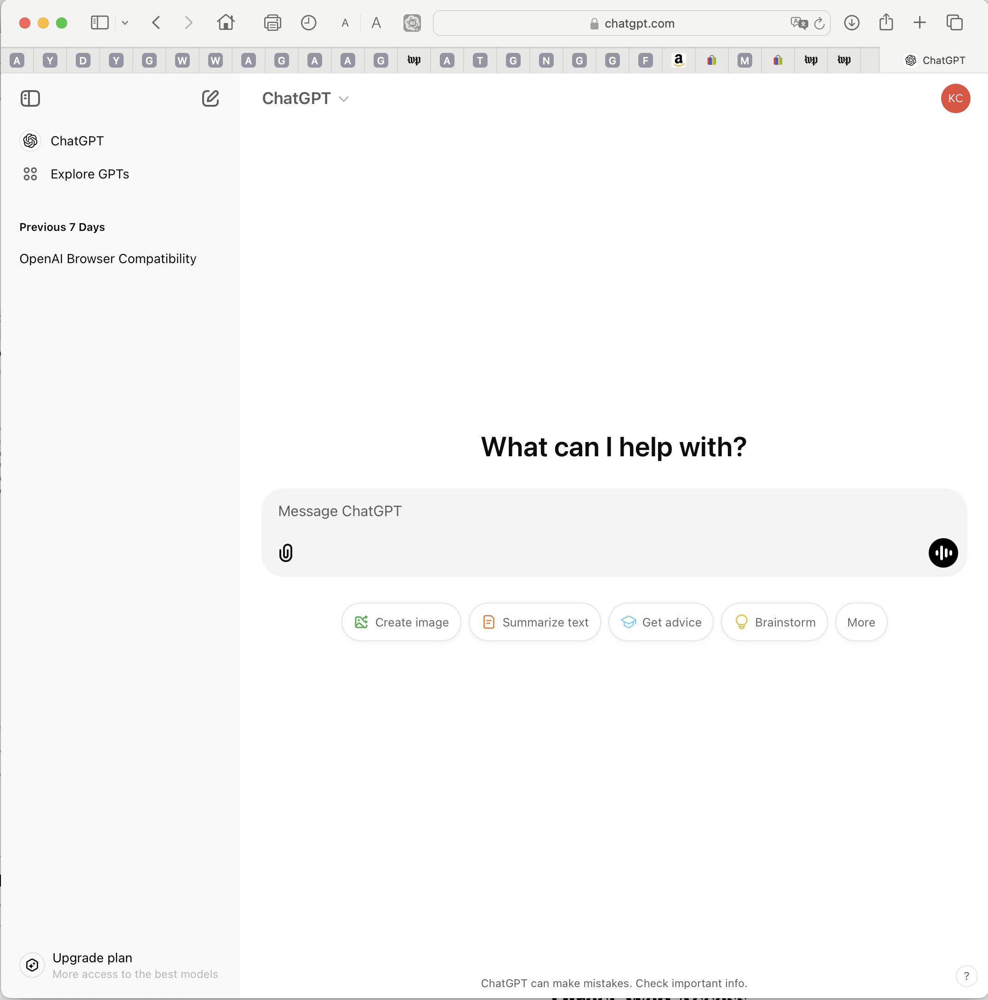 A A
chatgpt.com
A Y D Y G W W A G A A G wp A T G N G G F a M wp wp ChatGPT
ChatGPT
KC
ChatGPT
Explore GPTs
Previous 7 Days
OpenAI Browser Compatibility
What can I help with?
Message ChatGPT
Create image
Summarize text
Get advice
Brainstorm
More
Upgrade plan
More access to the best models
ChatGPT can make mistakes. Check important info.
?